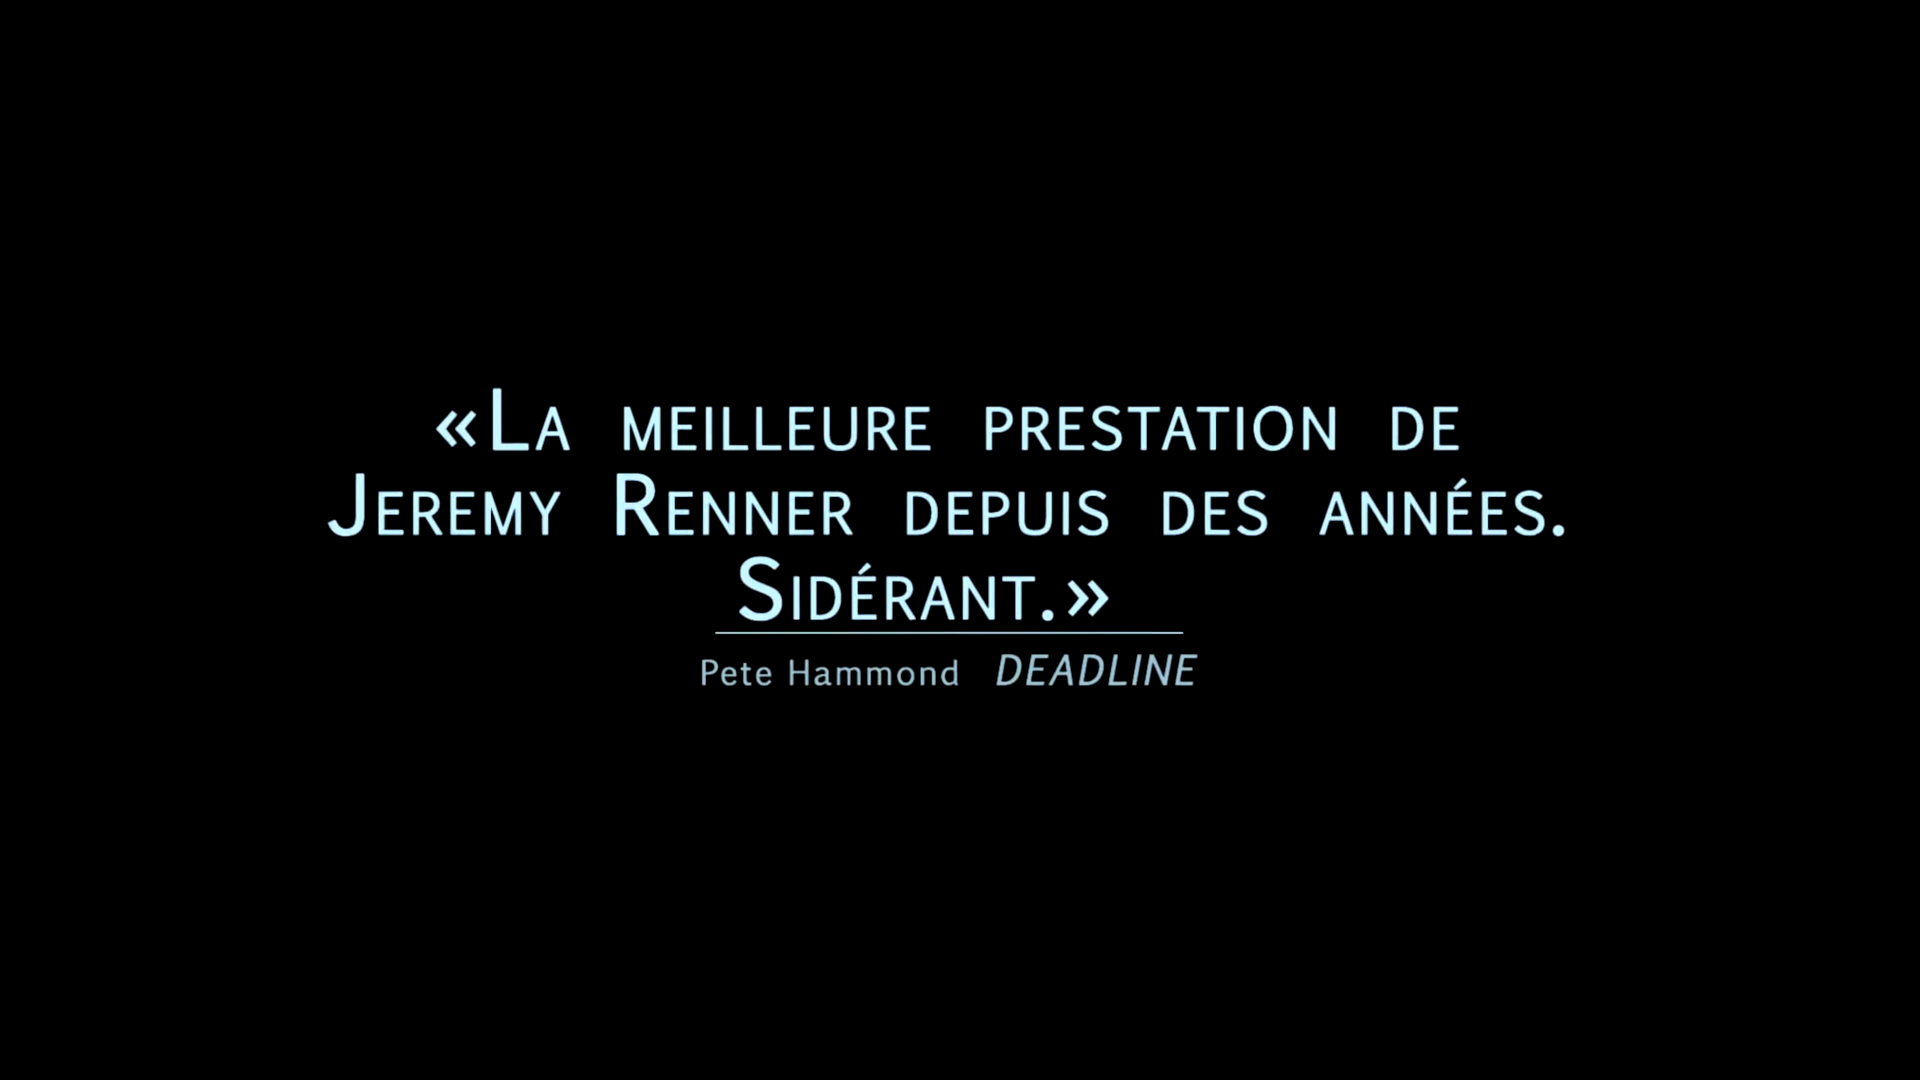 «La meilleure prestation de
Jeremy Renner depuis des années.
Sidérant.»
Pete Hammond DEADLINE